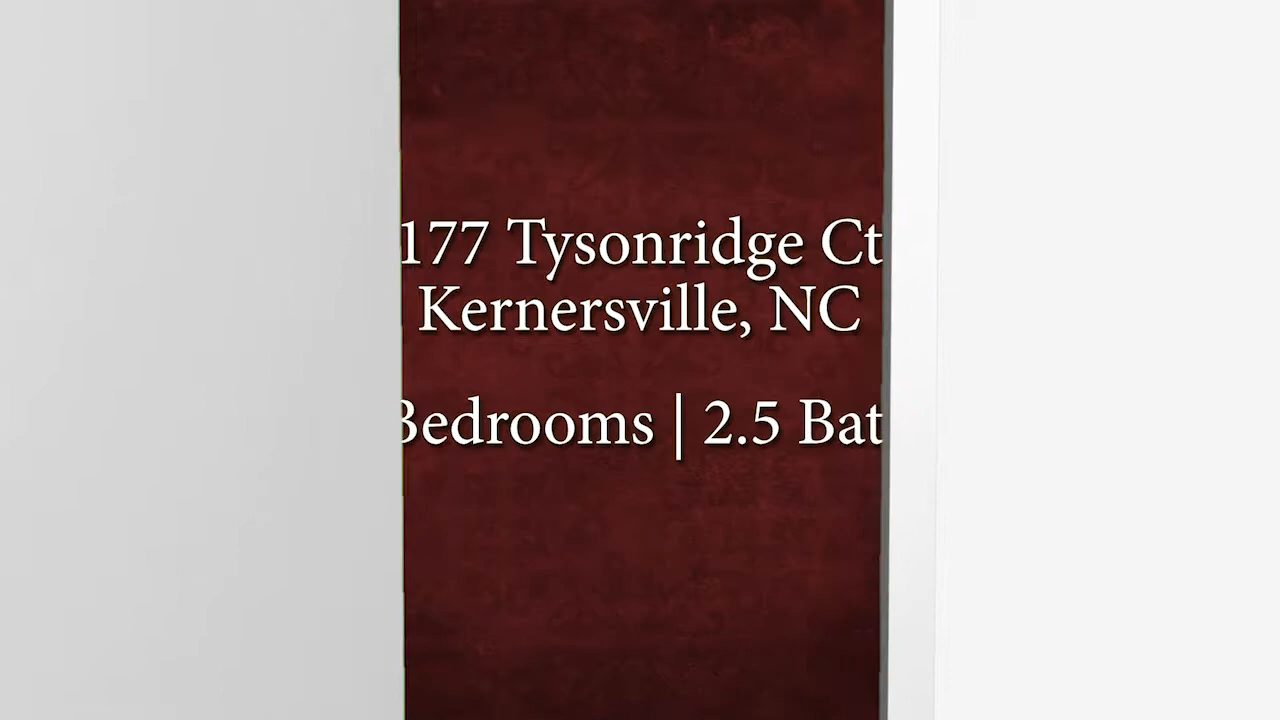 177 Tysonridge Ct
Kernersville, NC
Bedrooms | 2.5 Bat